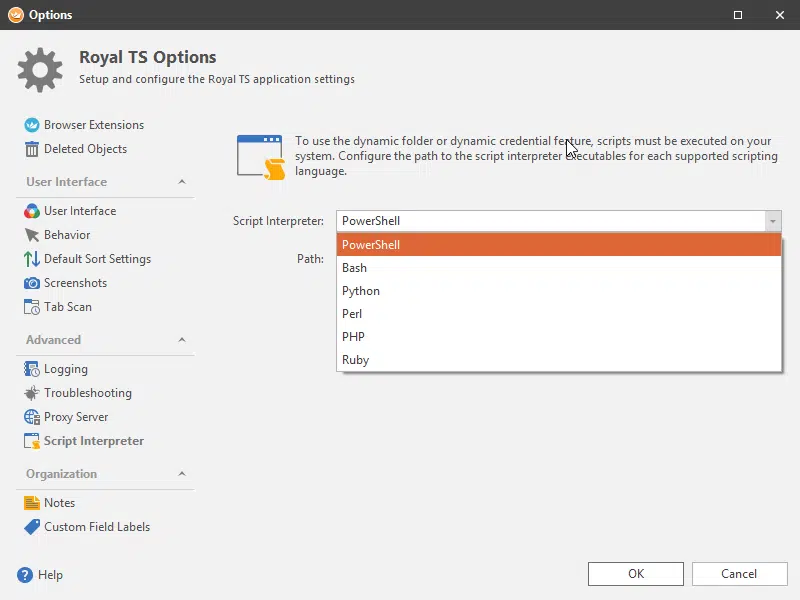 Options
Royal TS Options
Setup and configure the Royal TS application settings
Browser Extensions
Deleted Objects
User Interface
User Interface
Behavior
Default Sort Settings
Screenshots
Tab Scan
Advanced
Logging
Troubleshooting
Proxy Server
Script Interpreter
Organization
Notes
Custom Field Labels
Help
To use the dynamic folder or dynamic credential feature, scripts must be executed on your
system. Configure the path to the script interpreter executables for each supported scripting
language.
Script Interpreter: PowerShell
Path:
PowerShell
Bash
Python
Perl
PHP
Ruby
OK
Cancel